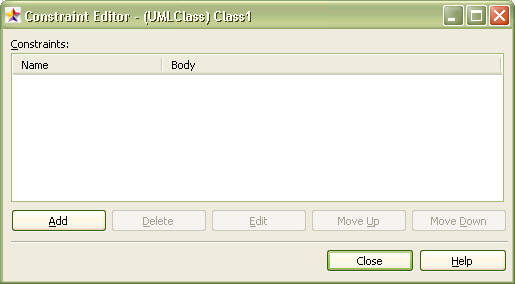 Constraint Editor - (UMLClass) Class1
Constraints:
Name Body
Add Delete Edit Move Up Move Down
Close Help